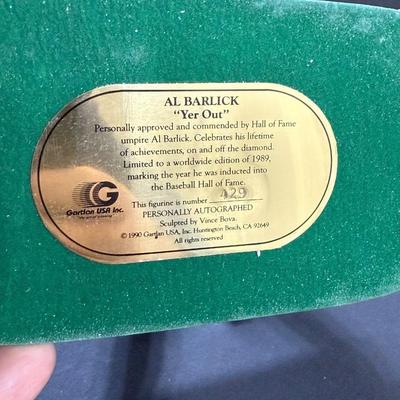 AL BARLICK
“Yer Out”
Personally approved and commended by Hall of Fame
umpire Al Barlick. Celebrates his lifetime
of achievements, on and off the diamond.
Limited to a worldwide edition of 1989,
marking the year he was inducted into
the Baseball Hall of Fame.
This figurine is number 429
PERSONALLY AUTOGRAPHED
Sculpted by Vince Bova.
© 1990 Gartlan USA, Inc. Huntington Beach, CA 92649
All rights reserved
G
Gartlan USA Inc.